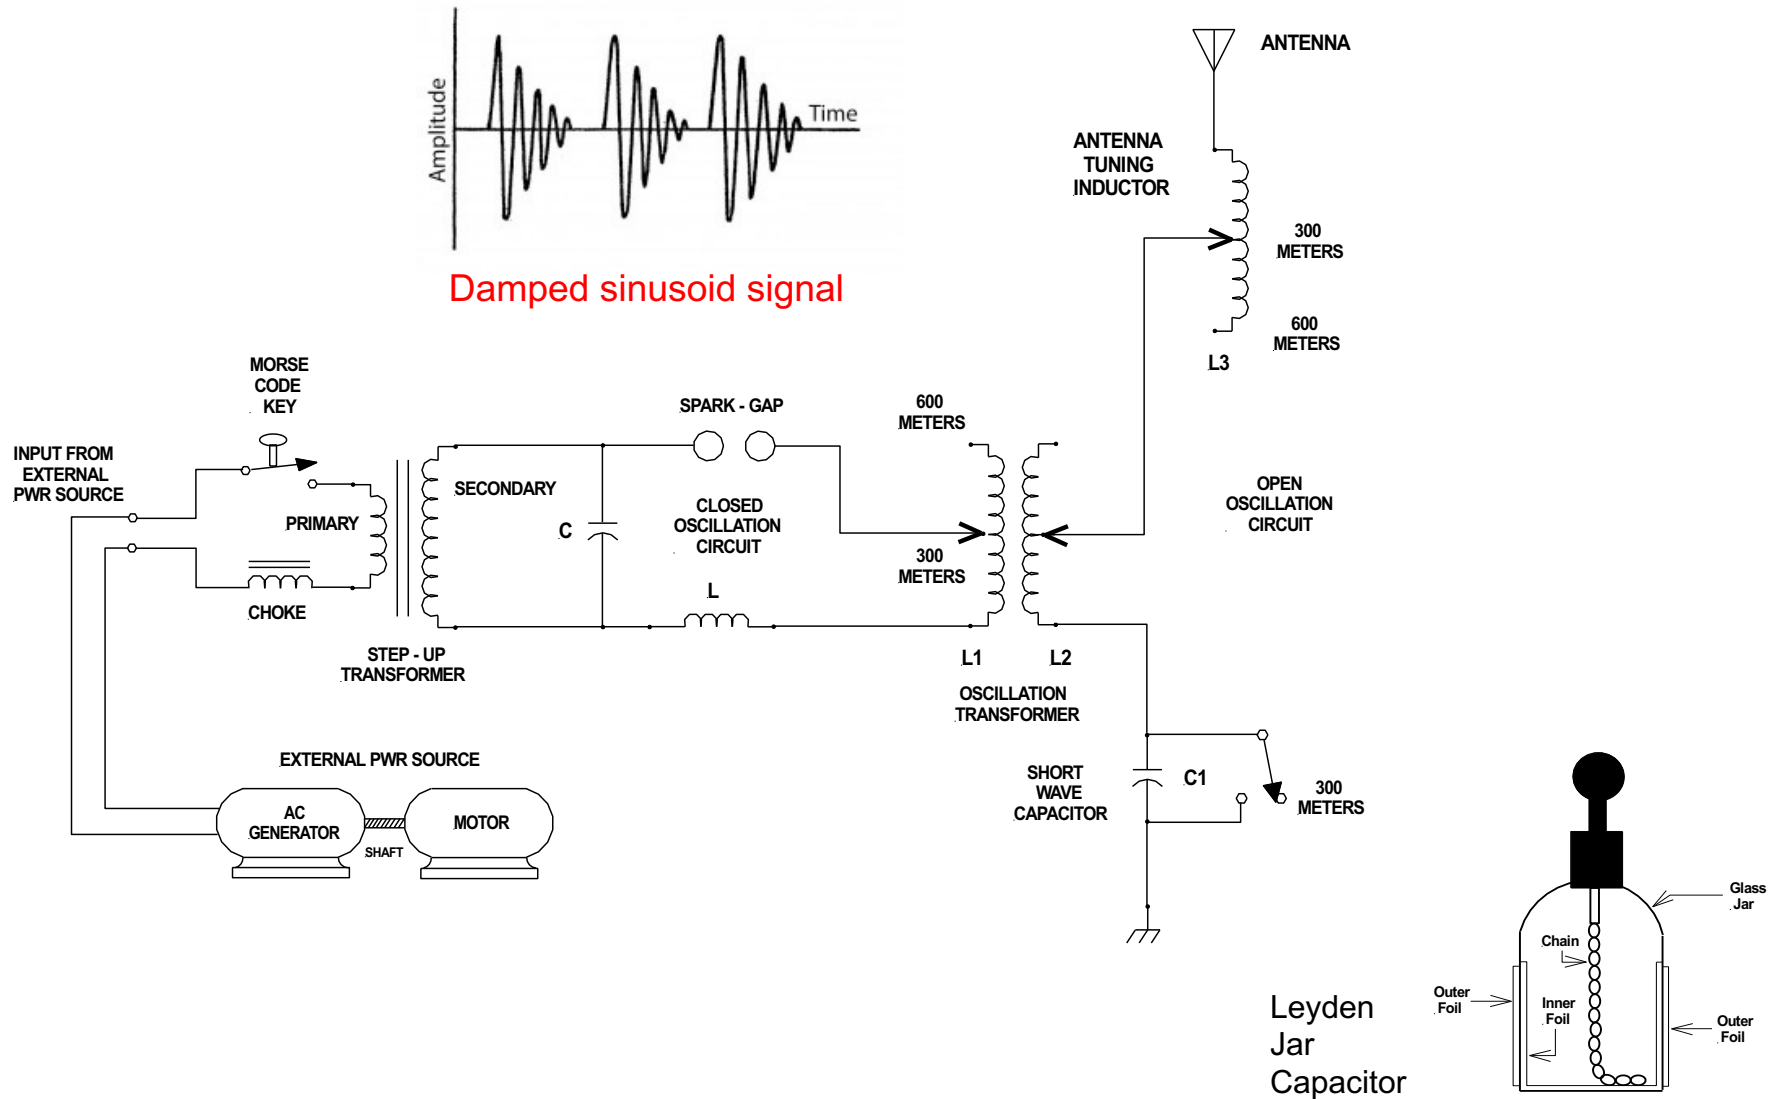 Amplitude
Time
Damped sinusoid signal
ANTENNA
ANTENNA
TUNING
INDUCTOR
300
METERS
600
METERS
L3
MORSE
CODE
KEY
INPUT FROM
EXTERNAL
PWR SOURCE
PRIMARY
CHOKE
SECONDARY
STEP - UP
TRANSFORMER
SPARK - GAP
C
CLOSED
OSCILLATION
CIRCUIT
L
600
METERS
300
METERS
L1
L2
OSCILLATION
TRANSFORMER
OPEN
OSCILLATION
CIRCUIT
EXTERNAL PWR SOURCE
AC
GENERATOR
SHAFT
MOTOR
SHORT
WAVE
CAPACITOR
C1
300
METERS
Glass
Jar
Chain
Outer
Foil
Inner
Foil
Outer
Foil
Leyden
Jar
Capacitor